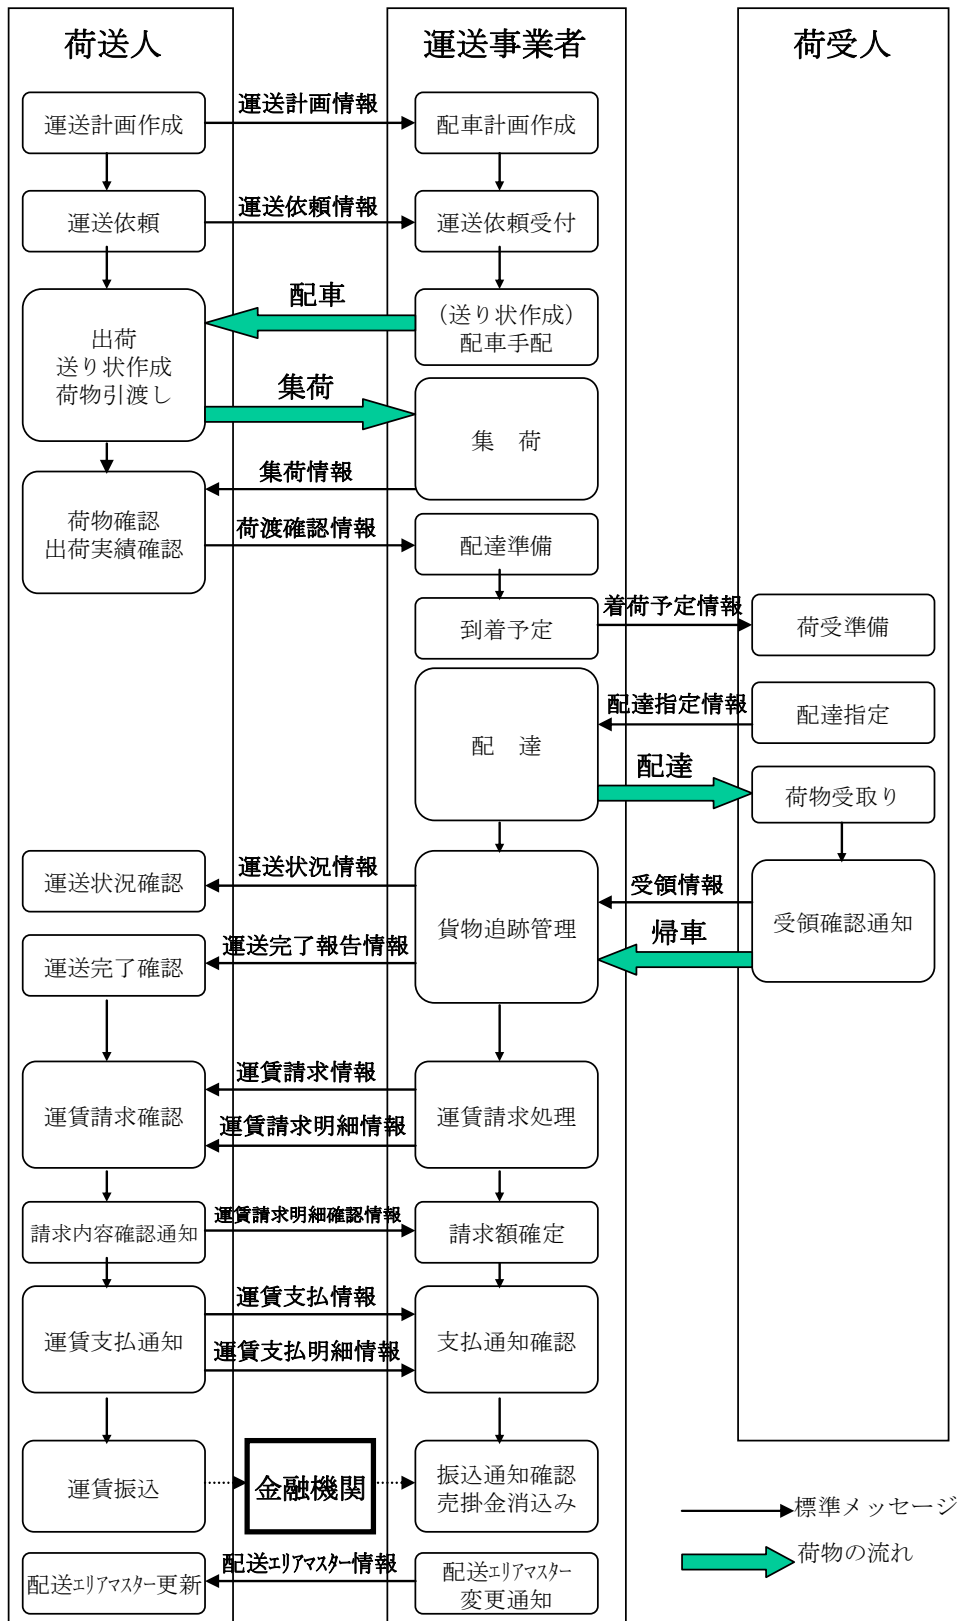 荷送人
運送事業者
荷受人
運送計画作成
運送計画情報
配車計画作成
運送依頼
運送依頼情報
運送依頼受付
配車
(送り状作成)
配車手配
出荷
送り状作成
荷物引渡し
集荷
集 荷
集荷情報
荷物確認
出荷実績確認
荷渡確認情報
配達準備
到着予定
着荷予定情報
荷受準備
配達指定情報
配達指定
配 達
配達
荷物受取り
運送状況確認
運送状況情報
貨物追跡管理
受領情報
受領確認通知
帰車
運送完了確認
運送完了報告情報
運賃請求情報
運賃請求確認
運賃請求処理
運賃請求明細情報
請求内容確認通知
運賃請求明細確認情報
請求額確定
運賃支払情報
運賃支払通知
支払通知確認
運賃支払明細情報
運賃振込
金融機関
振込通知確認
売掛金消込み
標準メッセージ
荷物の流れ
配送エリアマスター更新
配送エリアマスター情報
配送エリアマスター
変更通知